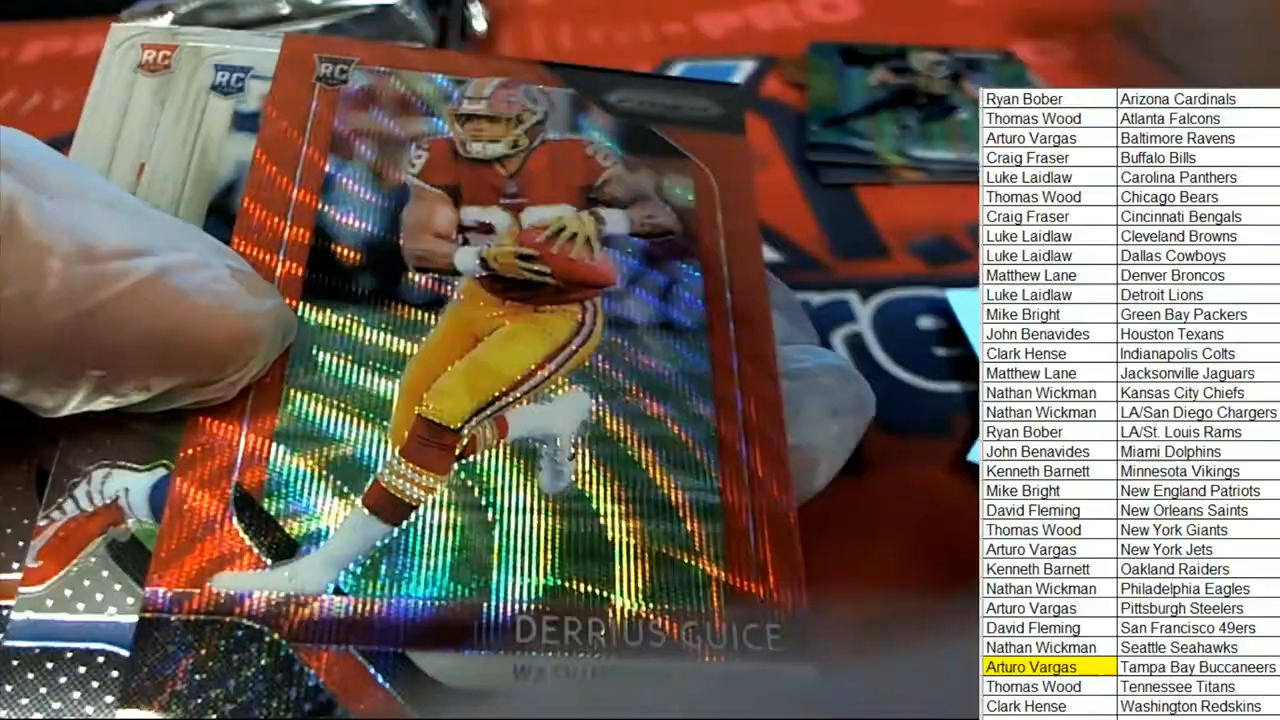 RC
RC
RC
PRIZM
DERRIUS GUICE
PRO
re
Ryan Bober Arizona Cardinals
Thomas Wood Atlanta Falcons
Arturo Vargas Baltimore Ravens
Craig Fraser Buffalo Bills
Luke Laidlaw Carolina Panthers
Thomas Wood Chicago Bears
Craig Fraser Cincinnati Bengals
Luke Laidlaw Cleveland Browns
Luke Laidlaw Dallas Cowboys
Matthew Lane Denver Broncos
Luke Laidlaw Detroit Lions
Mike Bright Green Bay Packers
John Benavides Houston Texans
Clark Hense Indianapolis Colts
Matthew Lane Jacksonville Jaguars
Nathan Wickman Kansas City Chiefs
Nathan Wickman LA/San Diego Chargers
Ryan Bober LA/St. Louis Rams
John Benavides Miami Dolphins
Kenneth Barnett Minnesota Vikings
Mike Bright New England Patriots
David Fleming New Orleans Saints
Thomas Wood New York Giants
Arturo Vargas New York Jets
Kenneth Barnett Oakland Raiders
Nathan Wickman Philadelphia Eagles
Arturo Vargas Pittsburgh Steelers
David Fleming San Francisco 49ers
Nathan Wickman Seattle Seahawks
Arturo Vargas Tampa Bay Buccaneers
Thomas Wood Tennessee Titans
Clark Hense Washington Redskins